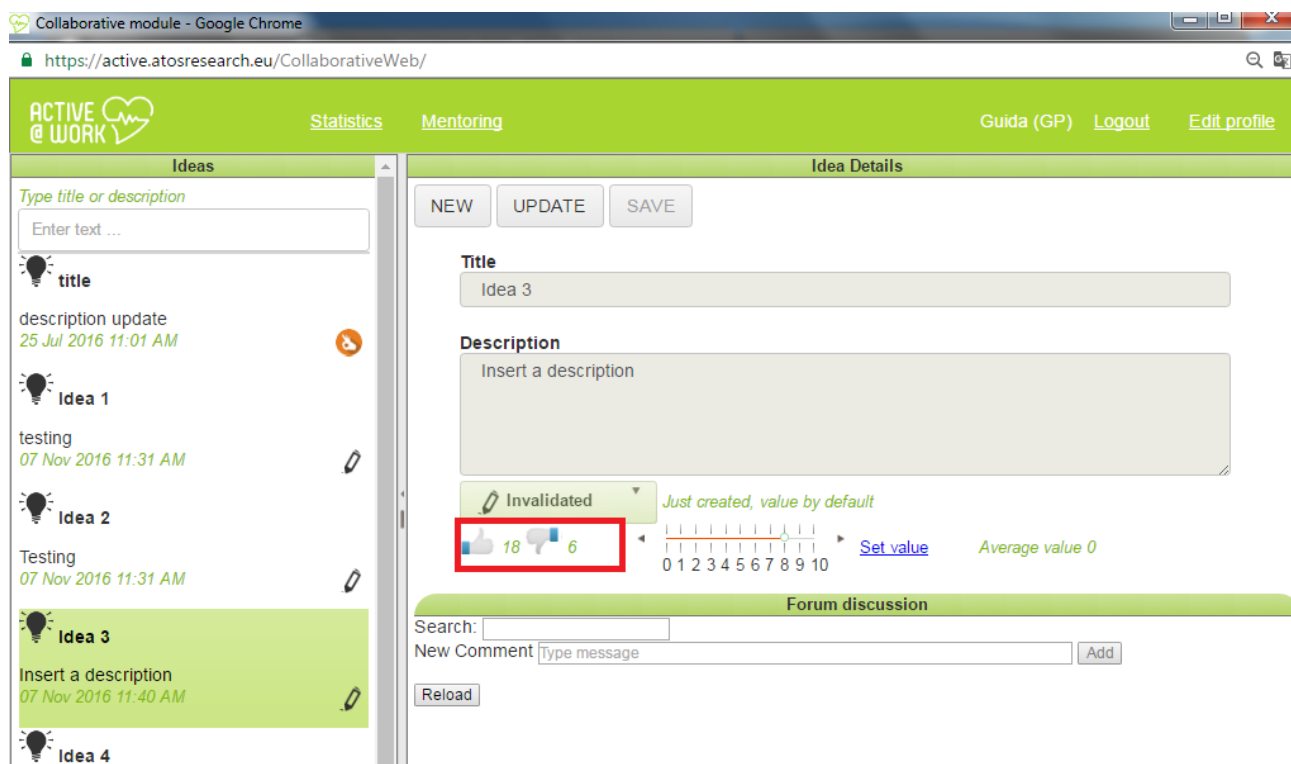 Collaborative module - Google Chrome
https://active.atosresearch.eu/CollaborativeWeb/
ACTIVE
@ WORK
Statistics
Mentoring
Guida (GP)
Logout
Edit profile
Ideas
Type title or description
Enter text ...
title
description update
25 Jul 2016 11:01 AM
Idea 1
testing
07 Nov 2016 11:31 AM
Idea 2
Testing
07 Nov 2016 11:31 AM
Idea 3
Insert a description
07 Nov 2016 11:40 AM
Idea 4
Idea Details
NEW
UPDATE
SAVE
Title
Idea 3
Description
Insert a description
Invalidated
Just created, value by default
18
6
0 1 2 3 4 5 6 7 8 9 10
Set value
Average value 0
Forum discussion
Search:
New Comment Type message
Add
Reload